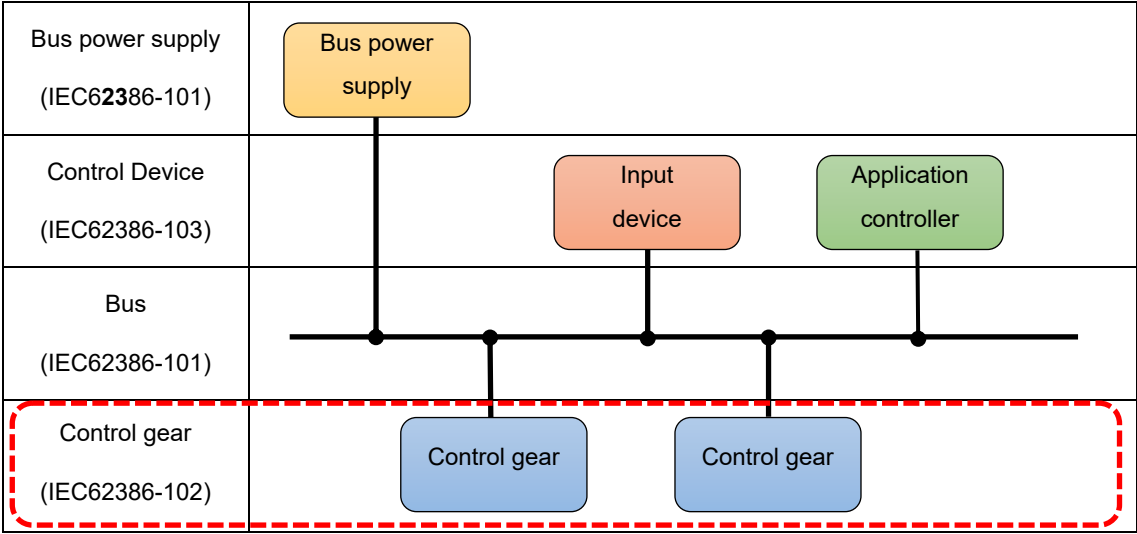 Bus power supply
(IEC62386-101)
Bus power
supply
Control Device
(IEC62386-103)
Input
device
Application
controller
Bus
(IEC62386-101)
Control gear
(IEC62386-102)
Control gear
Control gear